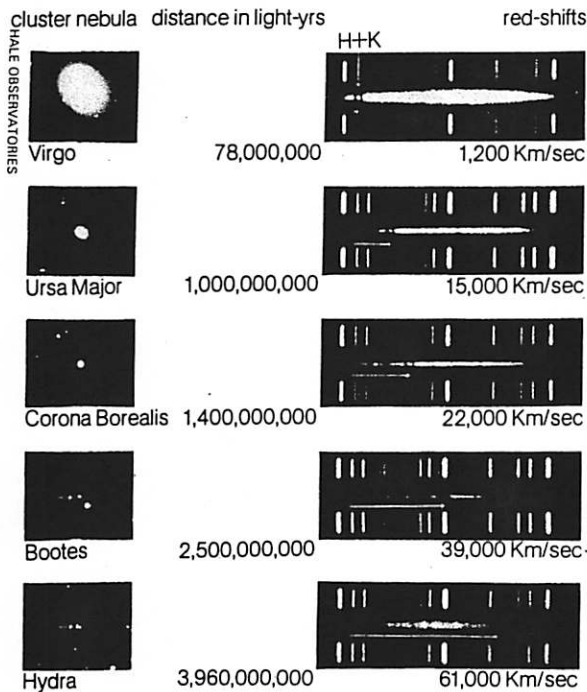 cluster nebula distance in light-yrs red-shifts
HALE OBSERVATORIES
H+K
Virgo 78,000,000 1,200 Km/sec
Ursa Major 1,000,000,000 15,000 Km/sec
Corona Borealis 1,400,000,000 22,000 Km/sec
Bootes 2,500,000,000 39,000 Km/sec
Hydra 3,960,000,000 61,000 Km/sec